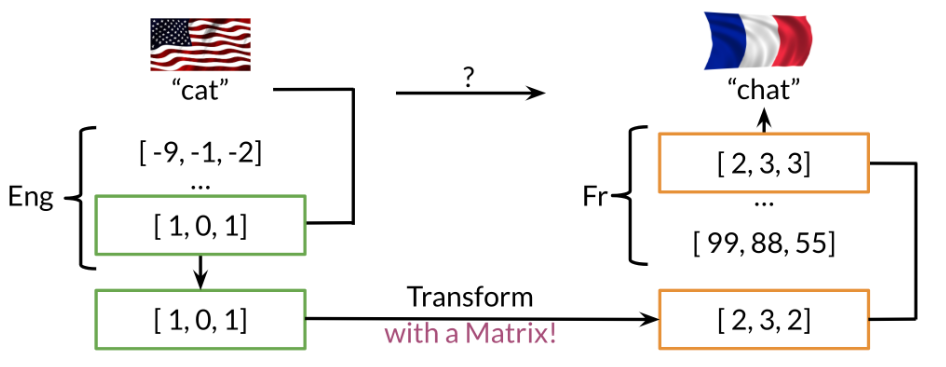 “cat”
?
“chat”
Eng
[ -9, -1, -2]
...
[ 1, 0, 1]
[ 1, 0, 1]
Transform
with a Matrix!
Fr
[ 2, 3, 3]
...
[ 99, 88, 55]
[ 2, 3, 2]